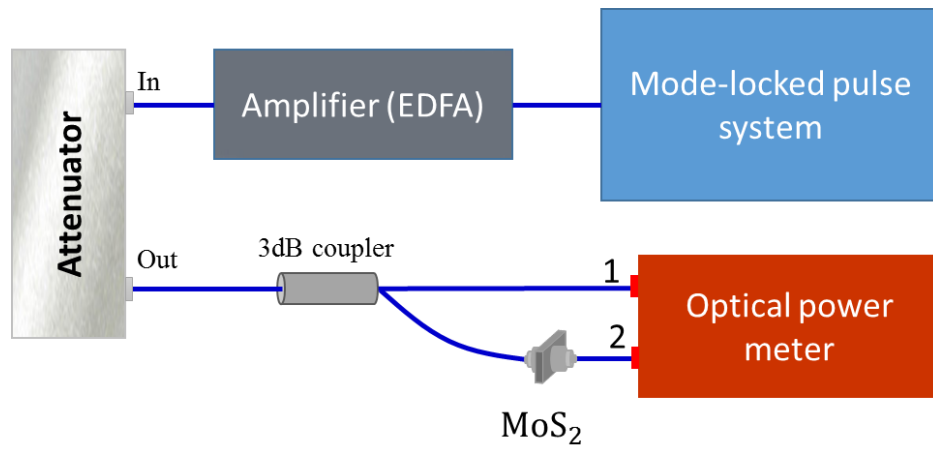 In
Amplifier (EDFA)
Mode-locked pulse
system
Attenuator
Out
3dB coupler
1
2
Optical power
meter
MoS₂